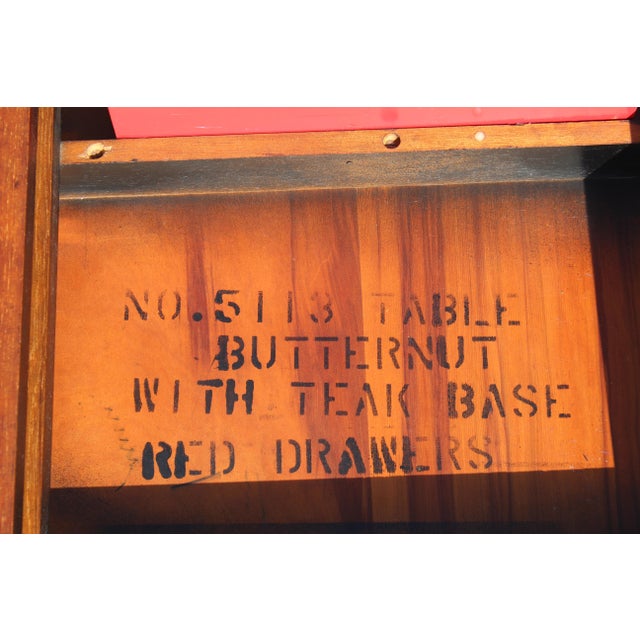 NO. 5113 TABLE
BUTTERNUT
WITH TEAK BASE
RED DRAWERS